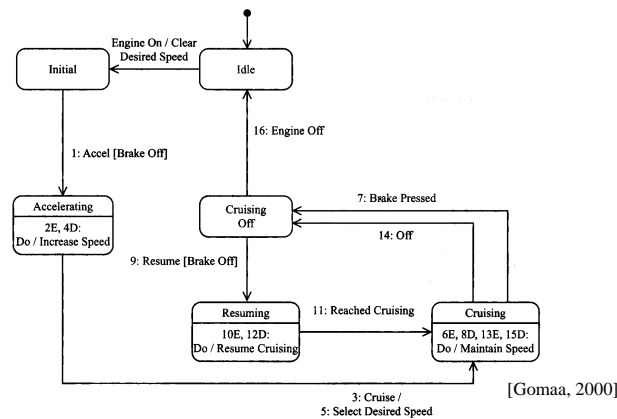 Engine On / Clear
Desired Speed
Initial
Idle
16: Engine Off
1: Accel [Brake Off]
Accelerating
2E, 4D:
Do / Increase Speed
Cruising
Off
7: Brake Pressed
14: Off
9: Resume [Brake Off]
Resuming
10E, 12D:
Do / Resume Cruising
11: Reached Cruising
Cruising
6E, 8D, 13E, 15D:
Do / Maintain Speed
3: Cruise /
5: Select Desired Speed
[Gomaa, 2000]